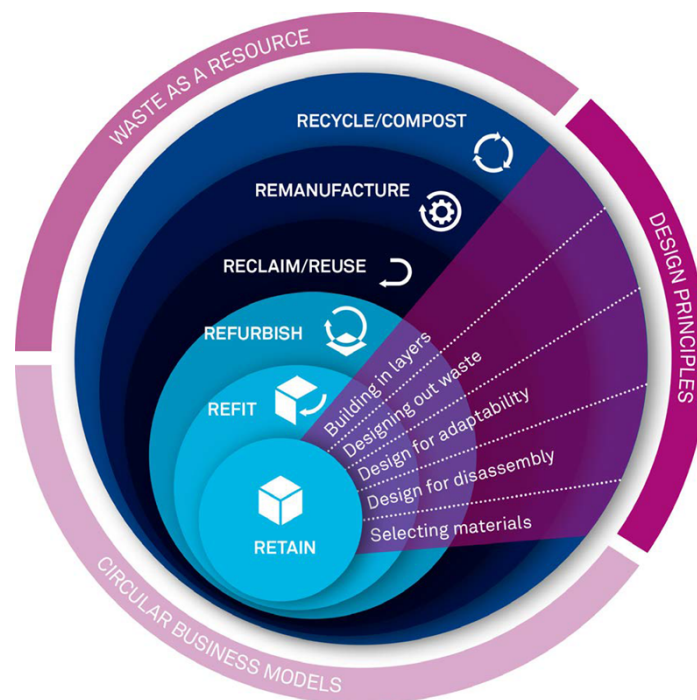 WASTE AS A RESOURCE
RECYCLE/COMPOST
REMANUFACTURE
RECLAIM/REUSE
REFURBISH
REFIT
RETAIN
Building in layers
Designing out waste
Design for adaptability
Design for disassembly
Selecting materials
DESIGN PRINCIPLES
CIRCULAR BUSINESS MODELS